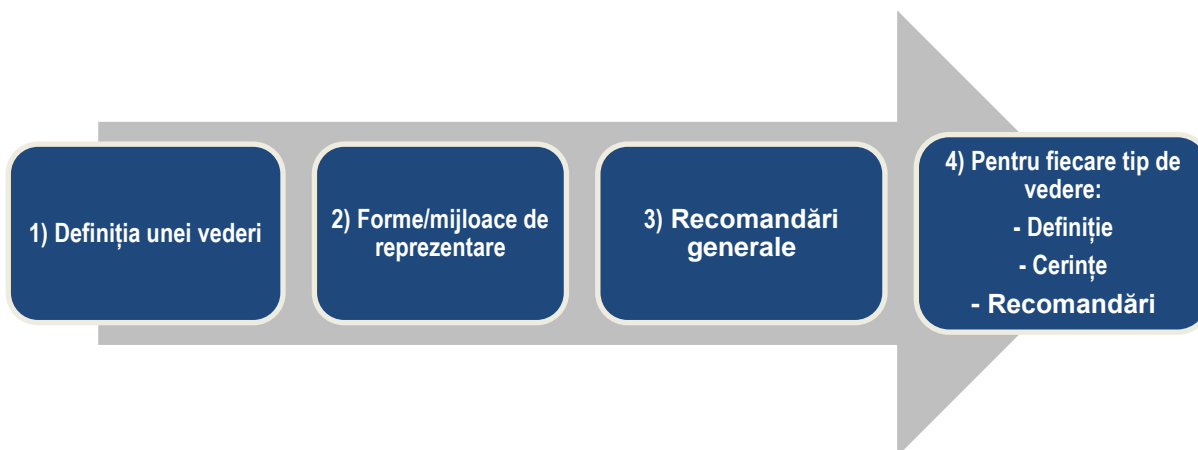 1) Definiția unei vederi
2) Forme/mijloace de
reprezentare
3) Recomandări
generale
4) Pentru fiecare tip de
vedere:
- Definiție
- Cerințe
- Recomandări